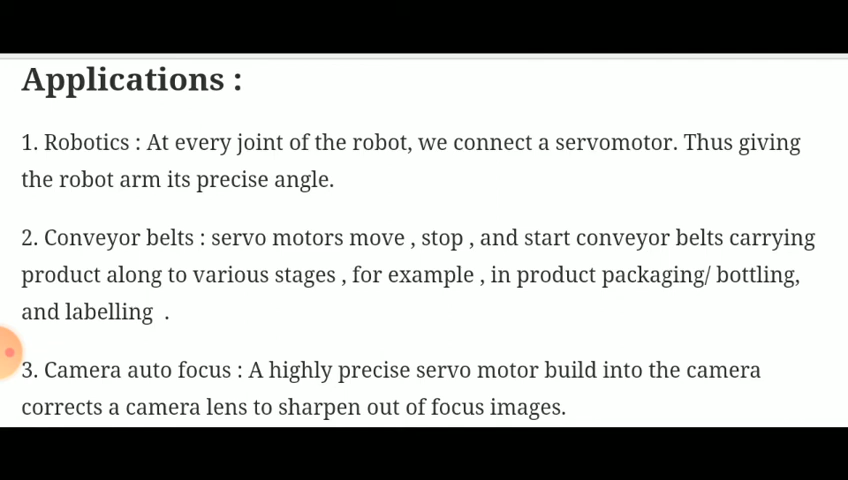 Applications :
1. Robotics : At every joint of the robot, we connect a servomotor. Thus giving
the robot arm its precise angle.
2. Conveyor belts : servo motors move , stop , and start conveyor belts carrying
product along to various stages , for example , in product packaging/ bottling,
and labelling  .
3. Camera auto focus : A highly precise servo motor build into the camera
corrects a camera lens to sharpen out of focus images.